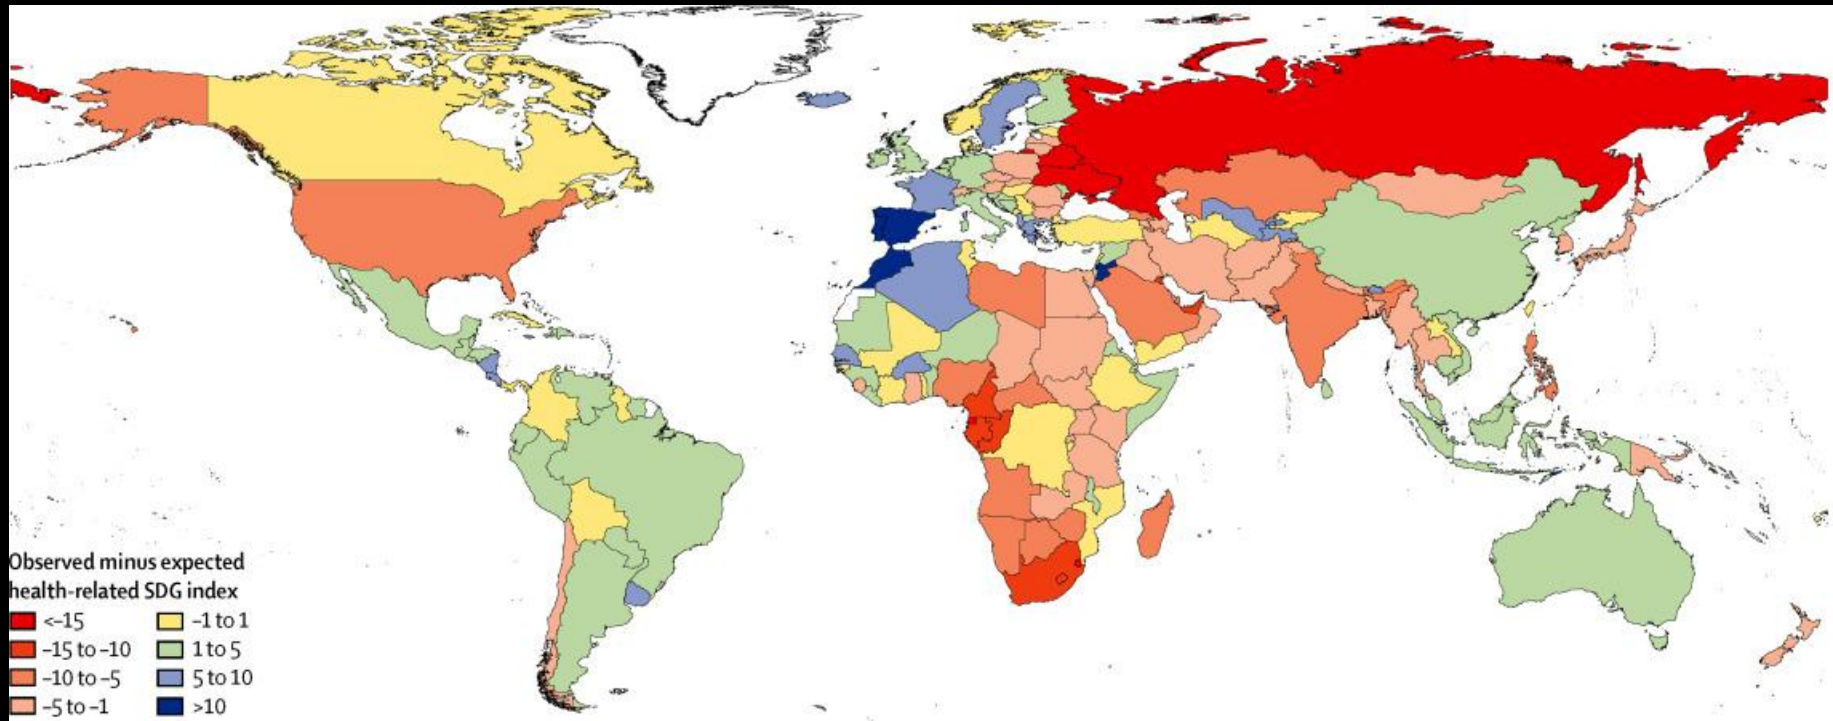 Observed minus expected
health-related SDG index
<–15
–15 to –10
–10 to –5
–5 to –1
–1 to 1
1 to 5
5 to 10
>10